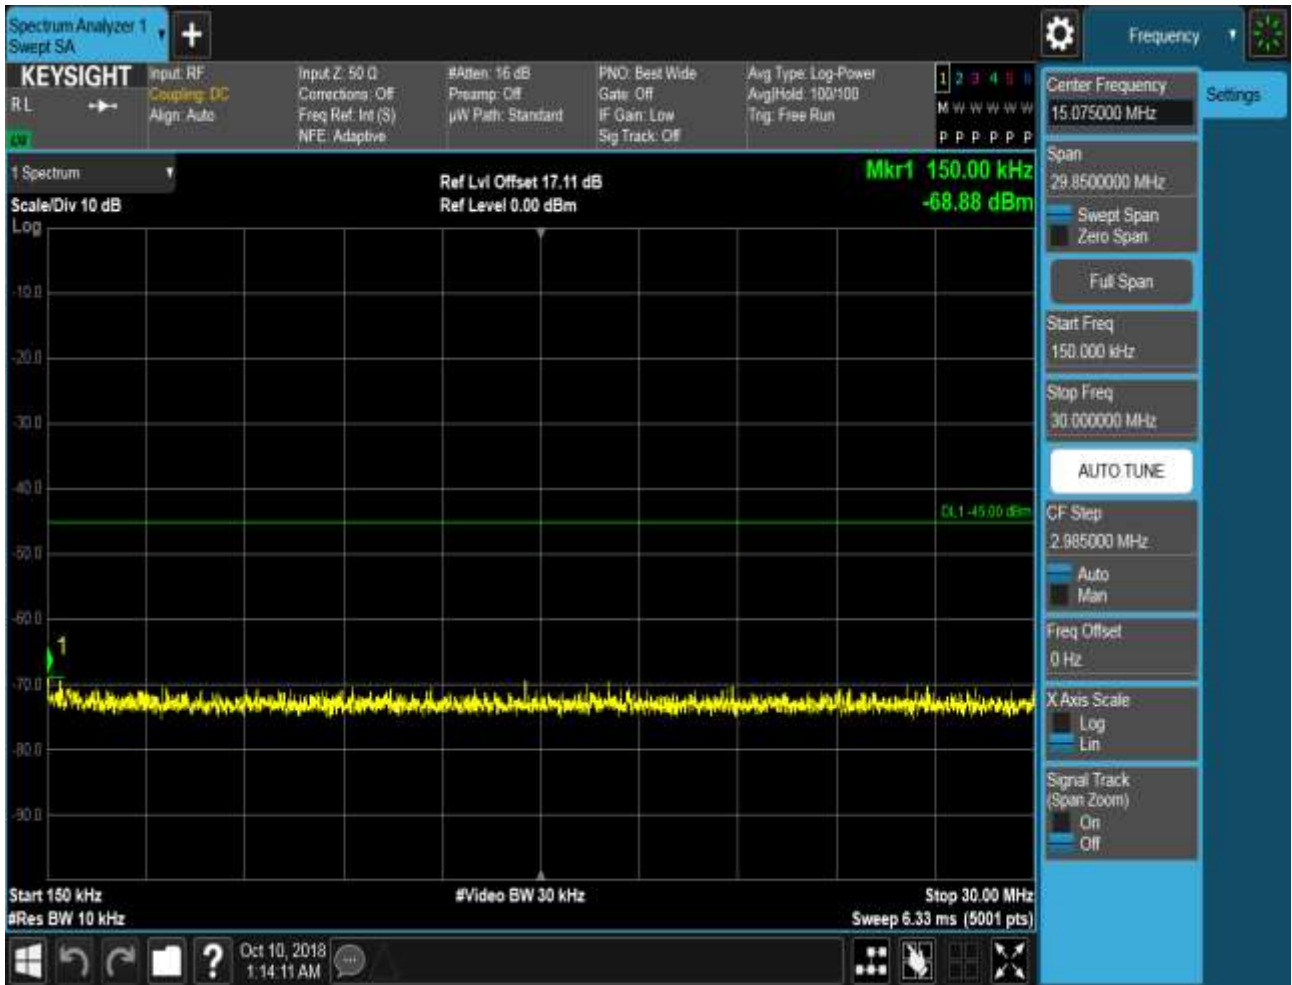 Spectrum Analyzer 1
Swept SA
+
Frequency
KEYSIGHT
RL
LXI
Input: RF
Coupling: DC
Align: Auto
Input Z: 50 Ω
Corrections: Off
Freq Ref: Int (S)
NFE: Adaptive
#Atten: 16 dB
Preamp: Off
µW Path: Standard
PNO: Best Wide
Gate: Off
IF Gain: Low
Sig Track: Off
Avg Type: Log-Power
Avg|Hold: 100/100
Trig: Free Run
1 2 3 4 5 6
M W W W W W
P P P P P P
1 Spectrum
Scale/Div 10 dB
Log
Ref Lvl Offset 17.11 dB
Ref Level 0.00 dBm
Mkr1 150.00 kHz
-68.88 dBm
-10.0
-20.0
-30.0
-40.0
DL1 -45.00 dBm
-50.0
-60.0
1
-70.0
-80.0
-90.0
Start 150 kHz
#Res BW 10 kHz
#Video BW 30 kHz
Stop 30.00 MHz
Sweep 6.33 ms (5001 pts)
Center Frequency
15.075000 MHz
Settings
Span
29.8500000 MHz
Swept Span
Zero Span
Full Span
Start Freq
150.000 kHz
Stop Freq
30.000000 MHz
AUTO TUNE
CF Step
2.985000 MHz
Auto
Man
Freq Offset
0 Hz
X Axis Scale
Log
Lin
Signal Track
(Span Zoom)
On
Off
?
Oct 10, 2018
1:14:11 AM